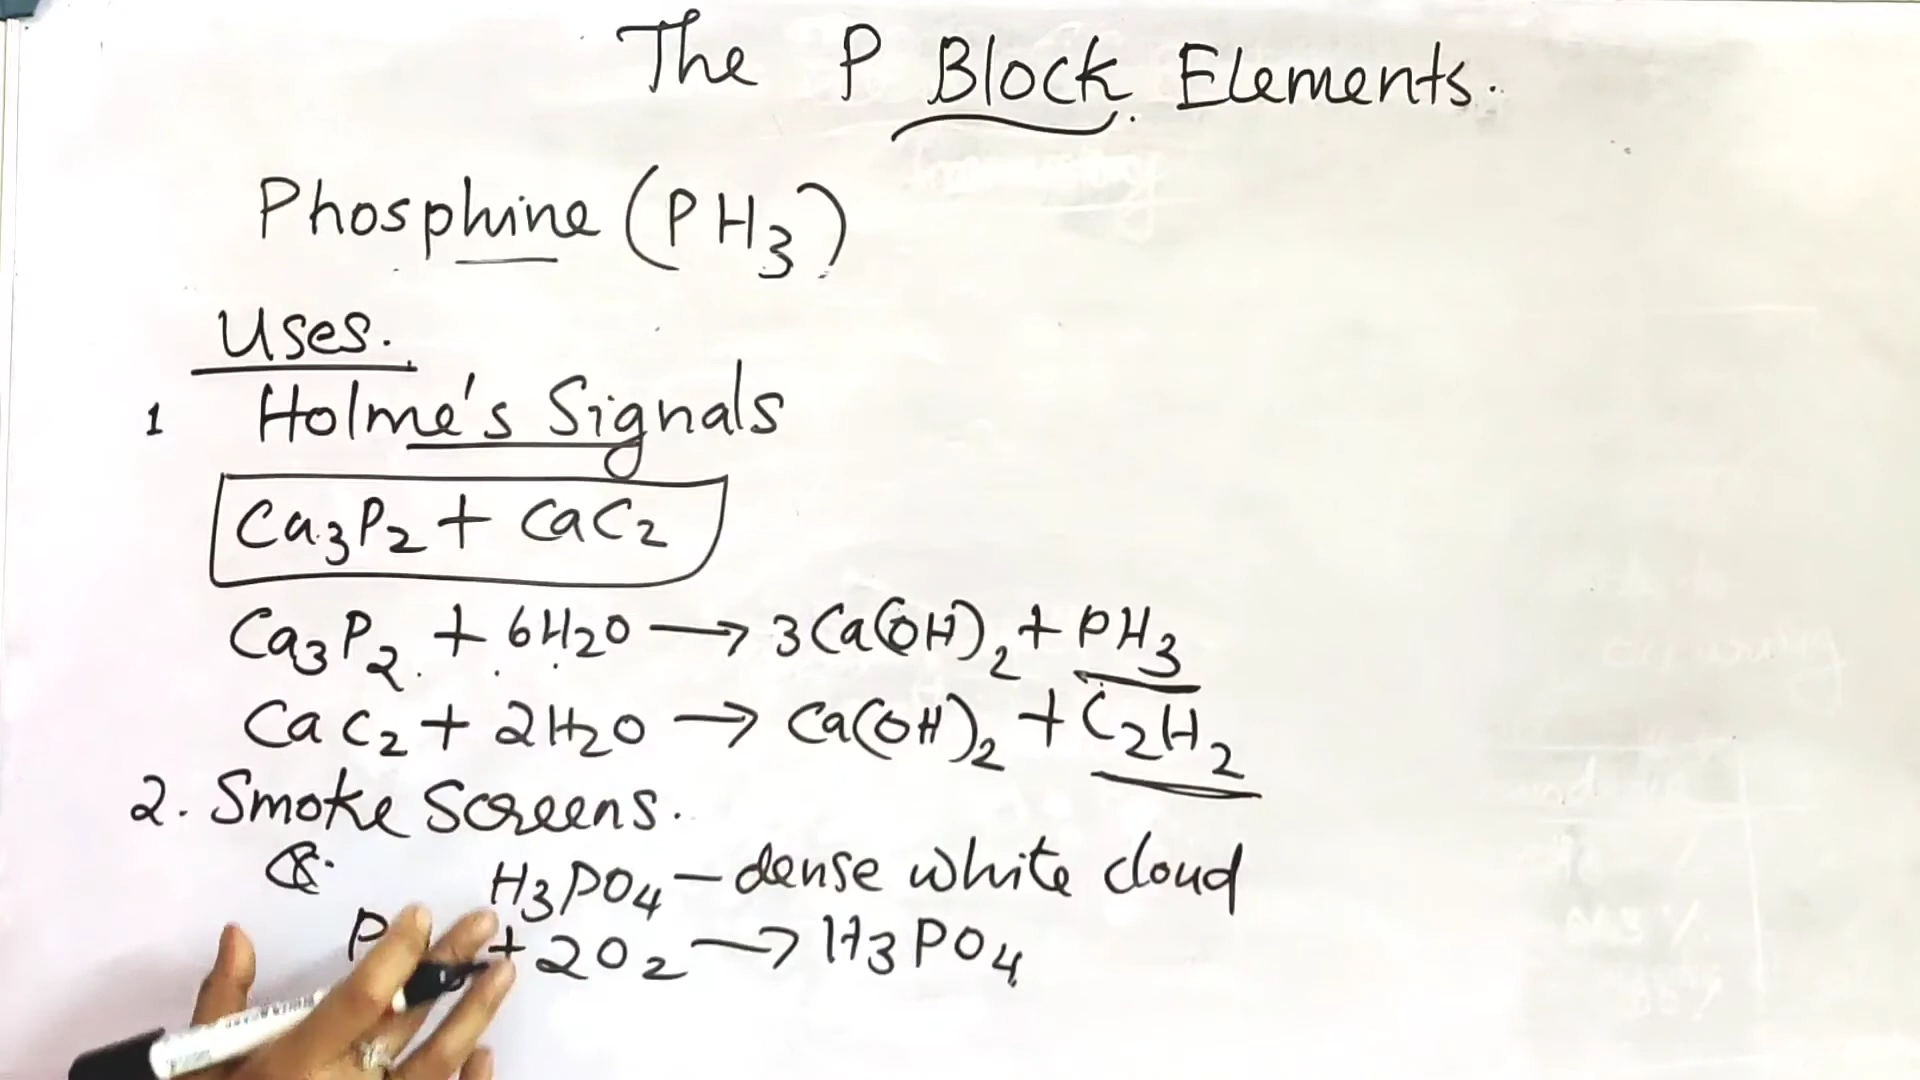 The P Block Elements.
Phosphine (PH3)
Uses.
1 Holme's Signals
Ca3P2 + CaC2
Ca3P2 + 6H2O → 3Ca(OH)2 + PH3
CaC2 + 2H2O → Ca(OH)2 + C2H2
2. Smoke Screens.
H3PO4 – dense white cloud
P + 2O2 → H3PO4